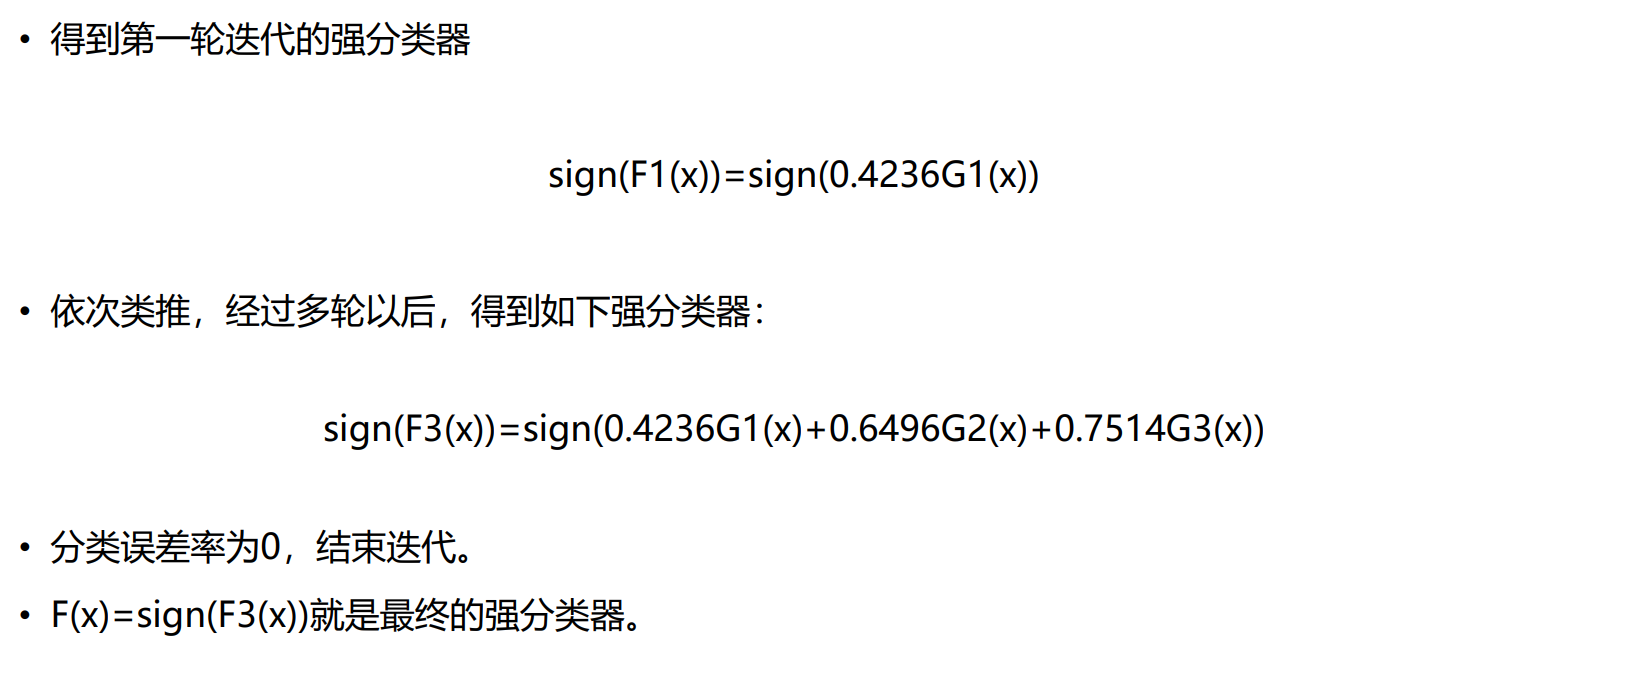 • 得到第一轮迭代的强分类器
sign(F1(x))=sign(0.4236G1(x))
• 依次类推，经过多轮以后，得到如下强分类器：
sign(F3(x))=sign(0.4236G1(x)+0.6496G2(x)+0.7514G3(x))
• 分类误差率为0，结束迭代。
• F(x)=sign(F3(x))就是最终的强分类器。